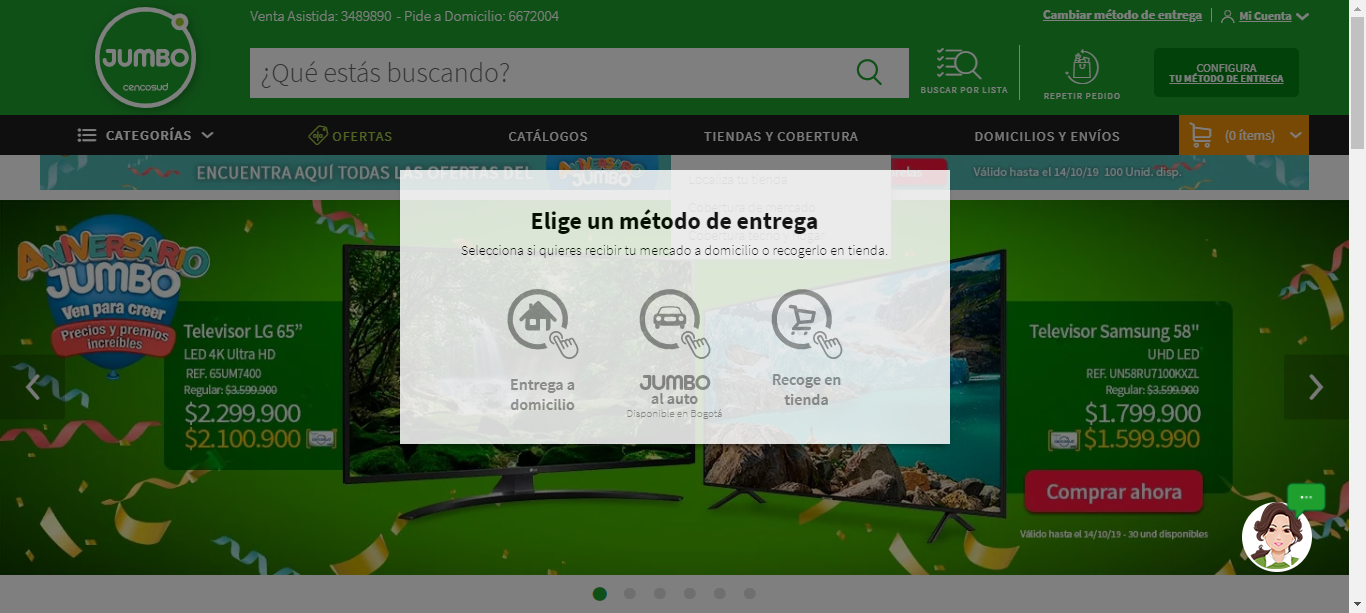 Venta Asistida: 3489890 - Pide a Domicilio: 6672004
Cambiar método de entrega
Mi Cuenta
JUMBO
cencosud
¿Qué estás buscando?
BUSCAR POR LISTA
REPETIR PEDIDO
CONFIGURA
TU MÉTODO DE ENTREGA
CATEGORÍAS
OFERTAS
CATÁLOGOS
TIENDAS Y COBERTURA
DOMICILIOS Y ENVÍOS
(0 ítems)
ENCUENTRA AQUÍ TODAS LAS OFERTAS DEL
ANIVERSARIO
JUMBO
Válido hasta el 14/10/19 100 Unid. disp.
Localiza tu tienda
Cobertura de mercado
Elige un método de entrega
Selecciona si quieres recibir tu mercado a domicilio o recogerlo en tienda.
Entrega a
domicilio
JUMBO
al auto
Disponible en Bogotá
Recoge en
tienda
ANIVERSARIO
JUMBO
Ven para creer
Precios y premios
increíbles
Televisor LG 65”
LED 4K Ultra HD
REF. 65UM7400
Regular: $3.599.900
$2.299.900
$2.100.900
LG
Televisor Samsung 58"
UHD LED
REF. UN58RU7100KXZL
Regular: $3.599.900
$1.799.900
$1.599.990
Comprar ahora
Válido hasta el 14/10/19 - 30 und disponibles